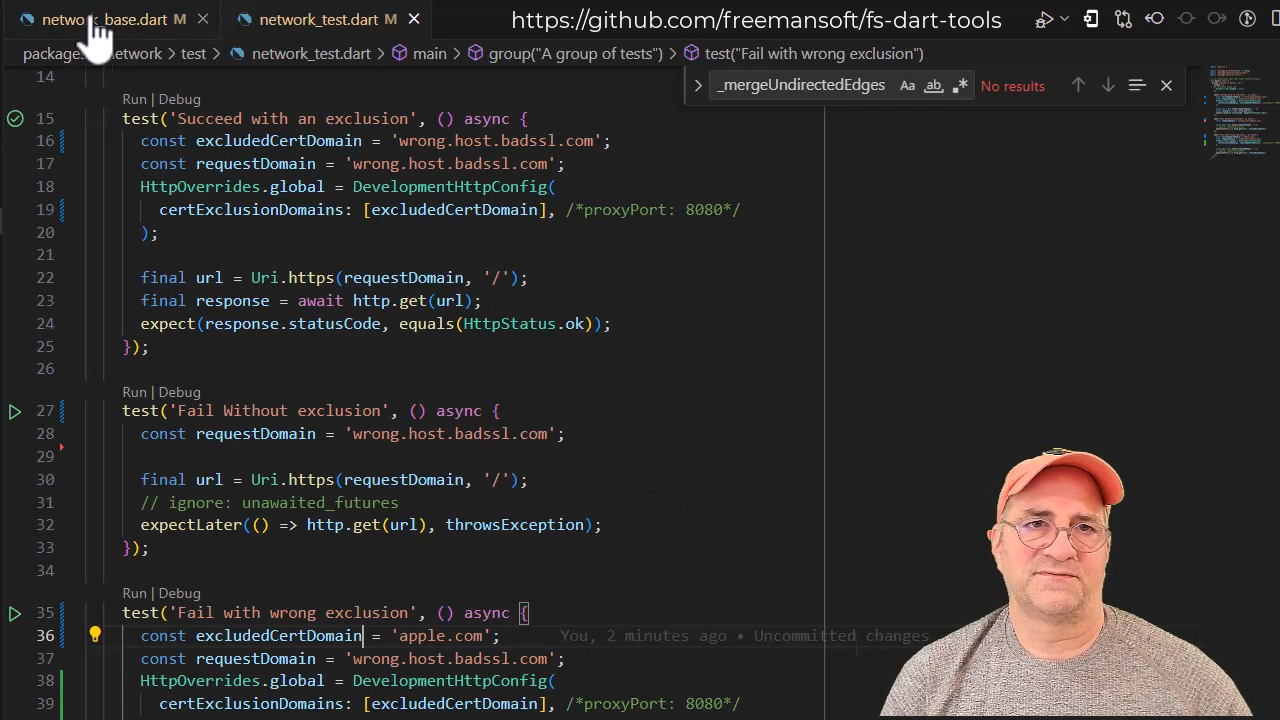 network_base.dart M
network_test.dart M
https://github.com/freemansoft/fs-dart-tools
packages network > test > network_test.dart > main > group("A group of tests") > test("Fail with wrong exclusion")
14
_mergeUndirectedEdges Aa ab .* No results
Run | Debug
15 test('Succeed with an exclusion', () async {
16 const excludedCertDomain = 'wrong.host.badssl.com';
17 const requestDomain = 'wrong.host.badssl.com';
18 HttpOverrides.global = DevelopmentHttpConfig(
19 certExclusionDomains: [excludedCertDomain], /*proxyPort: 8080*/
20 );
21
22 final url = Uri.https(requestDomain, '/');
23 final response = await http.get(url);
24 expect(response.statusCode, equals(HttpStatus.ok));
25 });
26
Run | Debug
27 test('Fail Without exclusion', () async {
28 const requestDomain = 'wrong.host.badssl.com';
29
30 final url = Uri.https(requestDomain, '/');
31 // ignore: unawaited_futures
32 expectLater(() => http.get(url), throwsException);
33 });
34
Run | Debug
35 test('Fail with wrong exclusion', () async {
36 const excludedCertDomain = 'apple.com'; You, 2 minutes ago • Uncommitted changes
37 const requestDomain = 'wrong.host.badssl.com';
38 HttpOverrides.global = DevelopmentHttpConfig(
39 certExclusionDomains: [excludedCertDomain], /*proxyPort: 8080*/